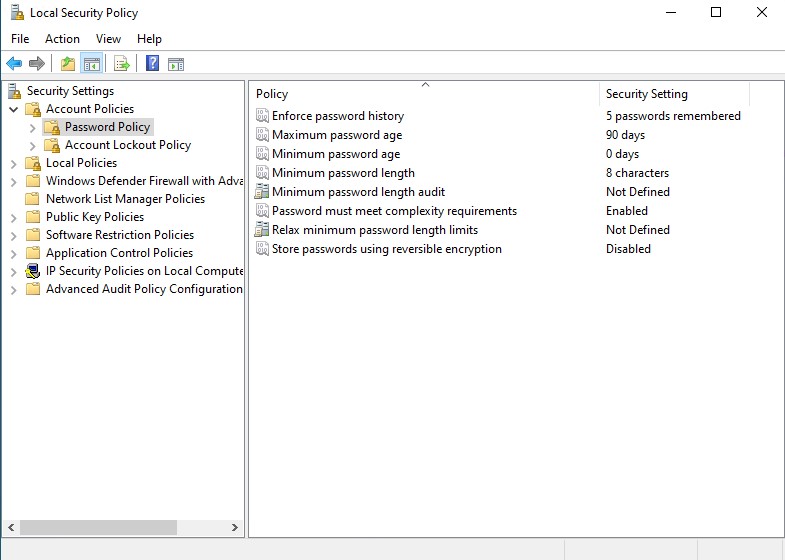 Local Security Policy
File Action View Help
Security Settings
Account Policies
Password Policy
Account Lockout Policy
Local Policies
Windows Defender Firewall with Adva
Network List Manager Policies
Public Key Policies
Software Restriction Policies
Application Control Policies
IP Security Policies on Local Compute
Advanced Audit Policy Configuration
Policy Security Setting
Enforce password history 5 passwords remembered
Maximum password age 90 days
Minimum password age 0 days
Minimum password length 8 characters
Minimum password length audit Not Defined
Password must meet complexity requirements Enabled
Relax minimum password length limits Not Defined
Store passwords using reversible encryption Disabled